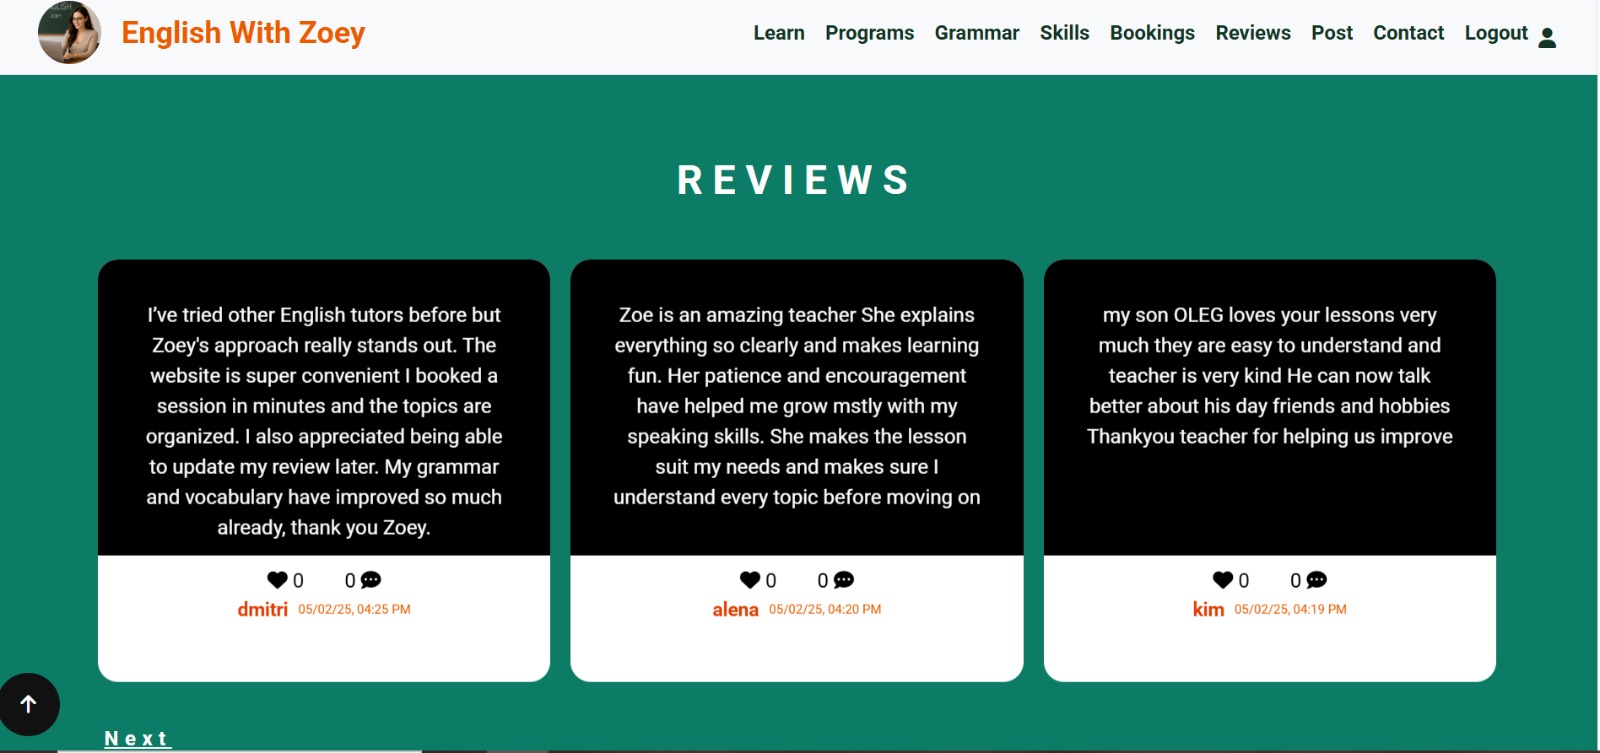 English With Zoey
Learn Programs Grammar Skills Bookings Reviews Post Contact Logout
REVIEWS
I’ve tried other English tutors before but
Zoey's approach really stands out. The
website is super convenient I booked a
session in minutes and the topics are
organized. I also appreciated being able
to update my review later. My grammar
and vocabulary have improved so much
already, thank you Zoey.
0 0
dmitri 05/02/25, 04:25 PM
Zoe is an amazing teacher She explains
everything so clearly and makes learning
fun. Her patience and encouragement
have helped me grow mstly with my
speaking skills. She makes the lesson
suit my needs and makes sure I
understand every topic before moving on
0 0
alena 05/02/25, 04:20 PM
my son OLEG loves your lessons very
much they are easy to understand and
teacher is very kind He can now talk
better about his day friends and hobbies
Thankyou teacher for helping us improve
0 0
kim 05/02/25, 04:19 PM
Next